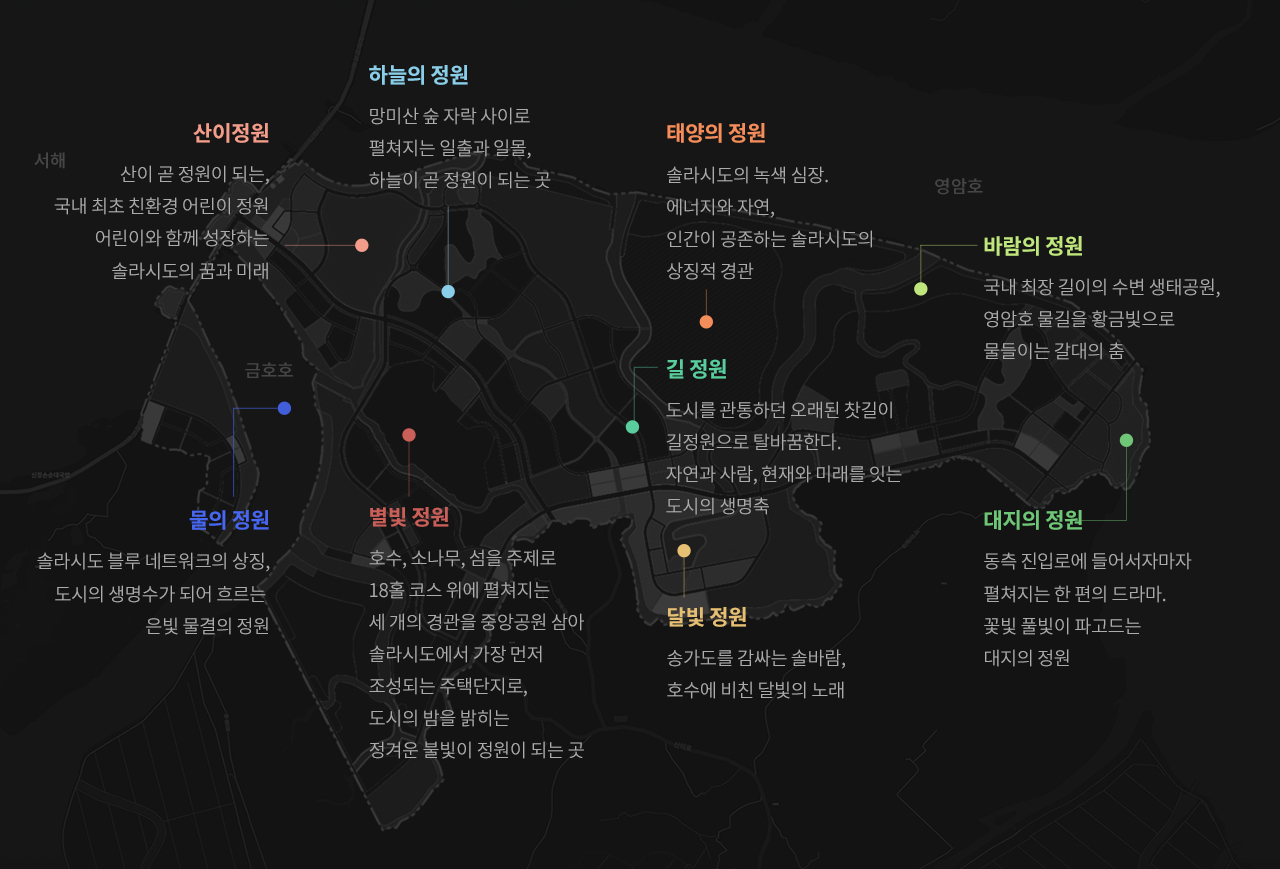 하늘의 정원
망미산 숲 자락 사이로
펼쳐지는 일출과 일몰,
하늘이 곧 정원이 되는 곳
산이정원
산이 곧 정원이 되는,
국내 최초 친환경 어린이 정원
어린이와 함께 성장하는
솔라시도의 꿈과 미래
서해
태양의 정원
솔라시도의 녹색 심장.
에너지와 자연,
인간이 공존하는 솔라시도의
상징적 경관
영암호
바람의 정원
국내 최장 길이의 수변 생태공원,
영암호 물길을 황금빛으로
물들이는 갈대의 춤
금호호
길 정원
도시를 관통하던 오래된 찻길이
길정원으로 탈바꿈한다.
자연과 사람, 현재와 미래를 잇는
도시의 생명축
물의 정원
솔라시도 블루 네트워크의 상징,
도시의 생명수가 되어 흐르는
은빛 물결의 정원
별빛 정원
호수, 소나무, 섬을 주제로
18홀 코스 위에 펼쳐지는
세 개의 경관을 중앙공원 삼아
솔라시도에서 가장 먼저
조성되는 주택단지로,
도시의 밤을 밝히는
정겨운 불빛이 정원이 되는 곳
달빛 정원
송가도를 감싸는 솔바람,
호수에 비친 달빛의 노래
대지의 정원
동측 진입로에 들어서자마자
펼쳐지는 한 편의 드라마.
꽃빛 풀빛이 파고드는
대지의 정원